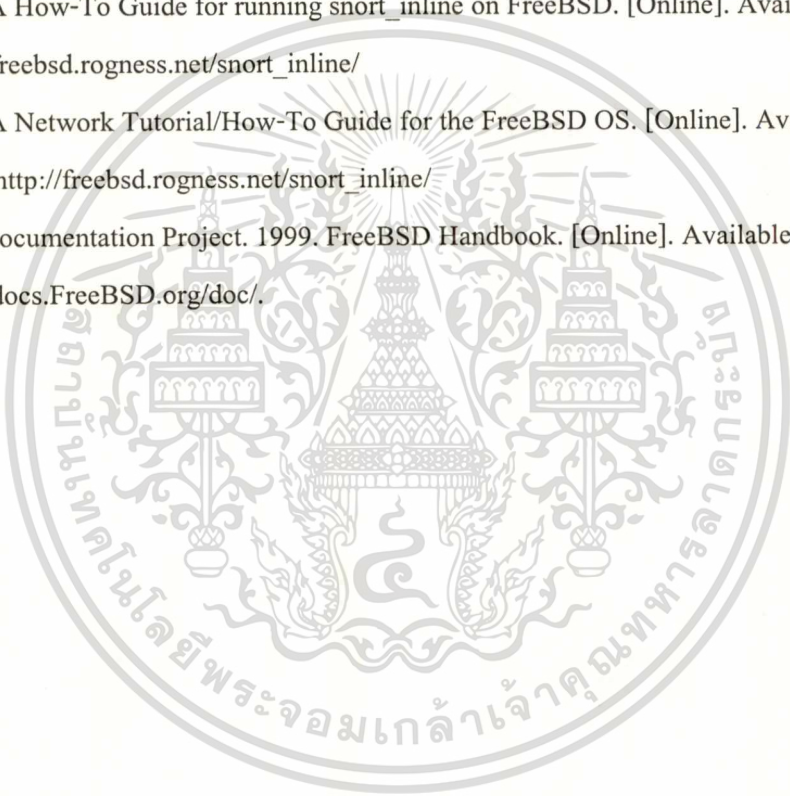 A How-To Guide for running snort_inline on FreeBSD. [Online]. Avai
freebsd.rogness.net/snort_inline/
A Network Tutorial/How-To Guide for the FreeBSD OS. [Online]. Av
http://freebsd.rogness.net/snort_inline/
ocumentation Project. 1999. FreeBSD Handbook. [Online]. Available
docs.FreeBSD.org/doc/.
สถาบันเทคโนโลยีพระจอมเกล้าเจ้าคุณทหารลาดกระบัง